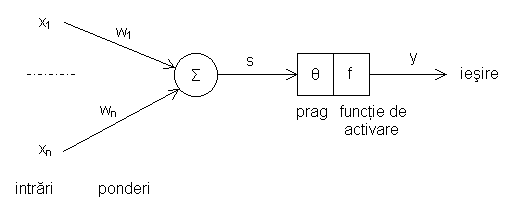 x1
w1
Σ
s
θ
f
y
ieşire
wn
prag
funcţie de
activare
xn
intrări
ponderi